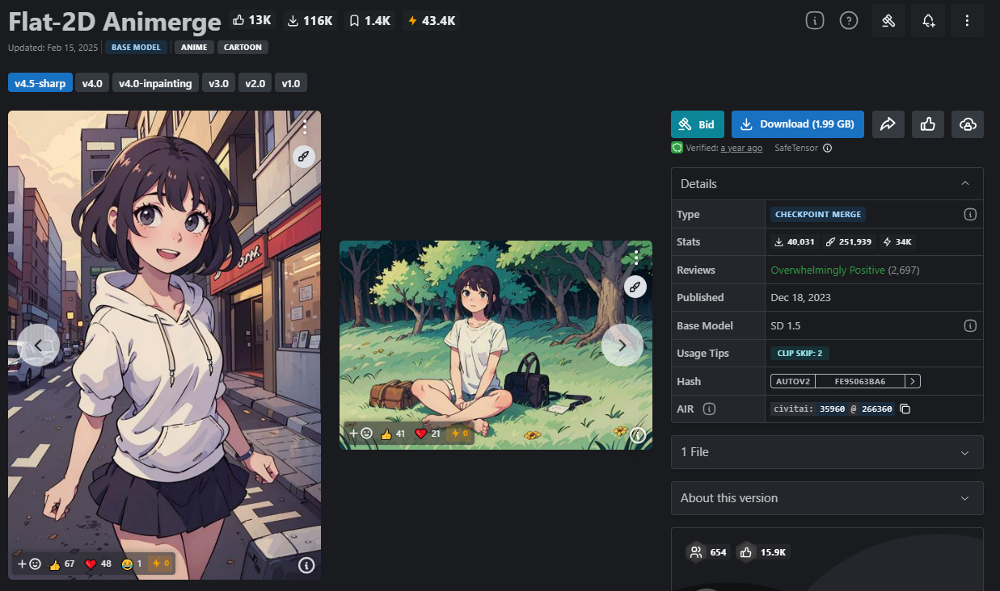 Flat-2D Animerge 13K 116K 1.4K 43.4K
Updated: Feb 15, 2025 BASE MODEL ANIME CARTOON
v4.5-sharp v4.0 v4.0-inpainting v3.0 v2.0 v1.0
67 48 1 0
41 21 0
Bid Download (1.99 GB)
Verified: a year ago SafeTensor
Details
Type CHECKPOINT MERGE
Stats 40,031 251,939 34K
Reviews Overwhelmingly Positive (2,697)
Published Dec 18, 2023
Base Model SD 1.5
Usage Tips CLIP SKIP: 2
Hash AUTOV2 FE95063BA6
AIR civitai: 35960 @ 266360
1 File
About this version
654 15.9K